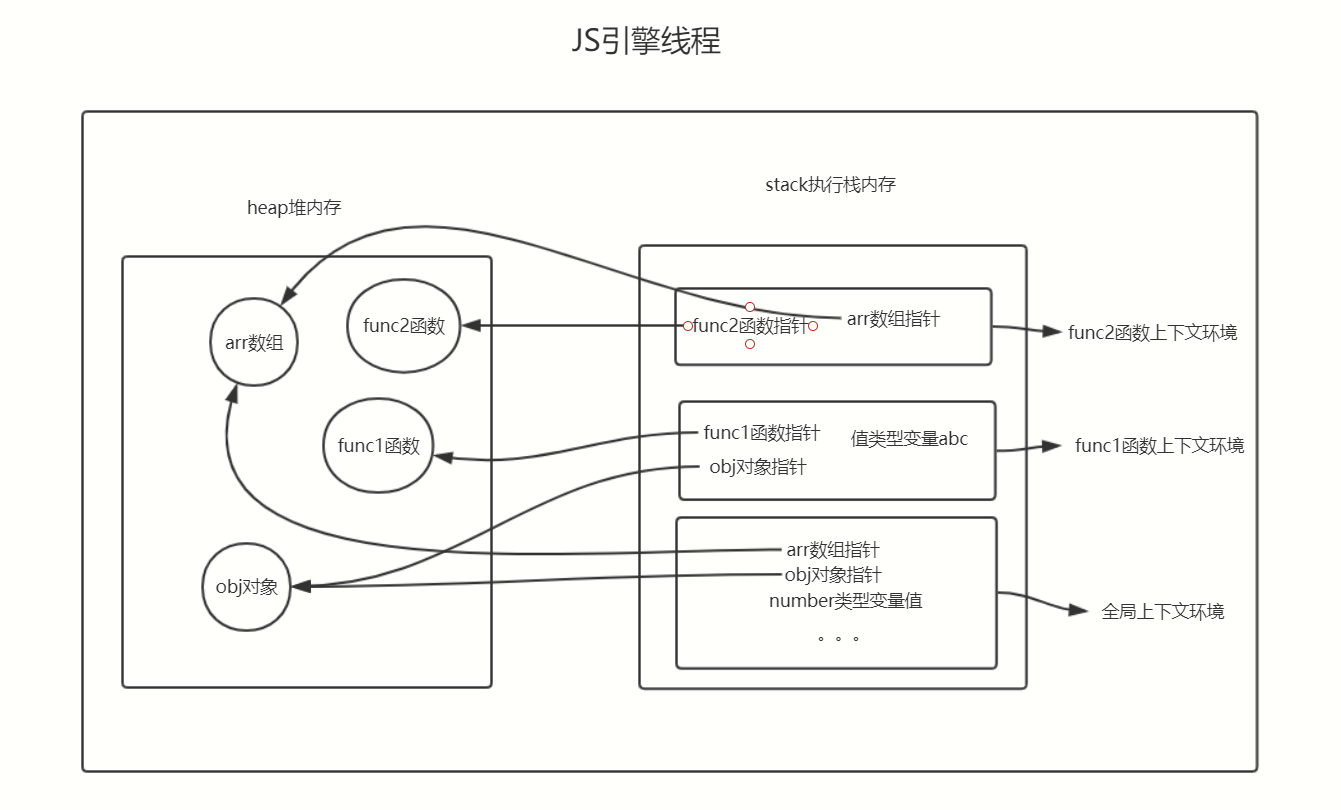 JS引擎线程
heap堆内存
stack执行栈内存
arr数组
func2函数
func1函数
obj对象
func2函数指针
arr数组指针
func2函数上下文环境
func1函数指针
值类型变量abc
obj对象指针
func1函数上下文环境
arr数组指针
obj对象指针
number类型变量值
。。。
全局上下文环境